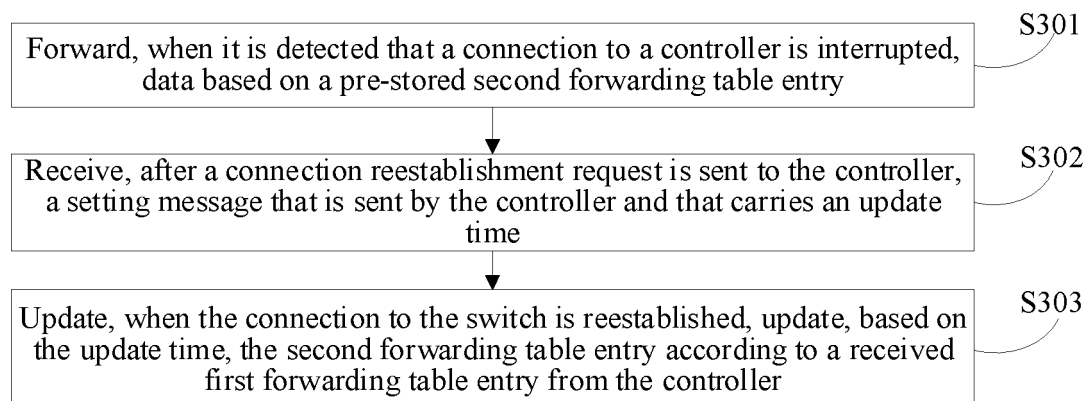 S301
Forward, when it is detected that a connection to a controller is interrupted,
data based on a pre-stored second forwarding table entry
S302
Receive, after a connection reestablishment request is sent to the controller,
a setting message that is sent by the controller and that carries an update
time
S303
Update, when the connection to the switch is reestablished, update, based on
the update time, the second forwarding table entry according to a received
first forwarding table entry from the controller